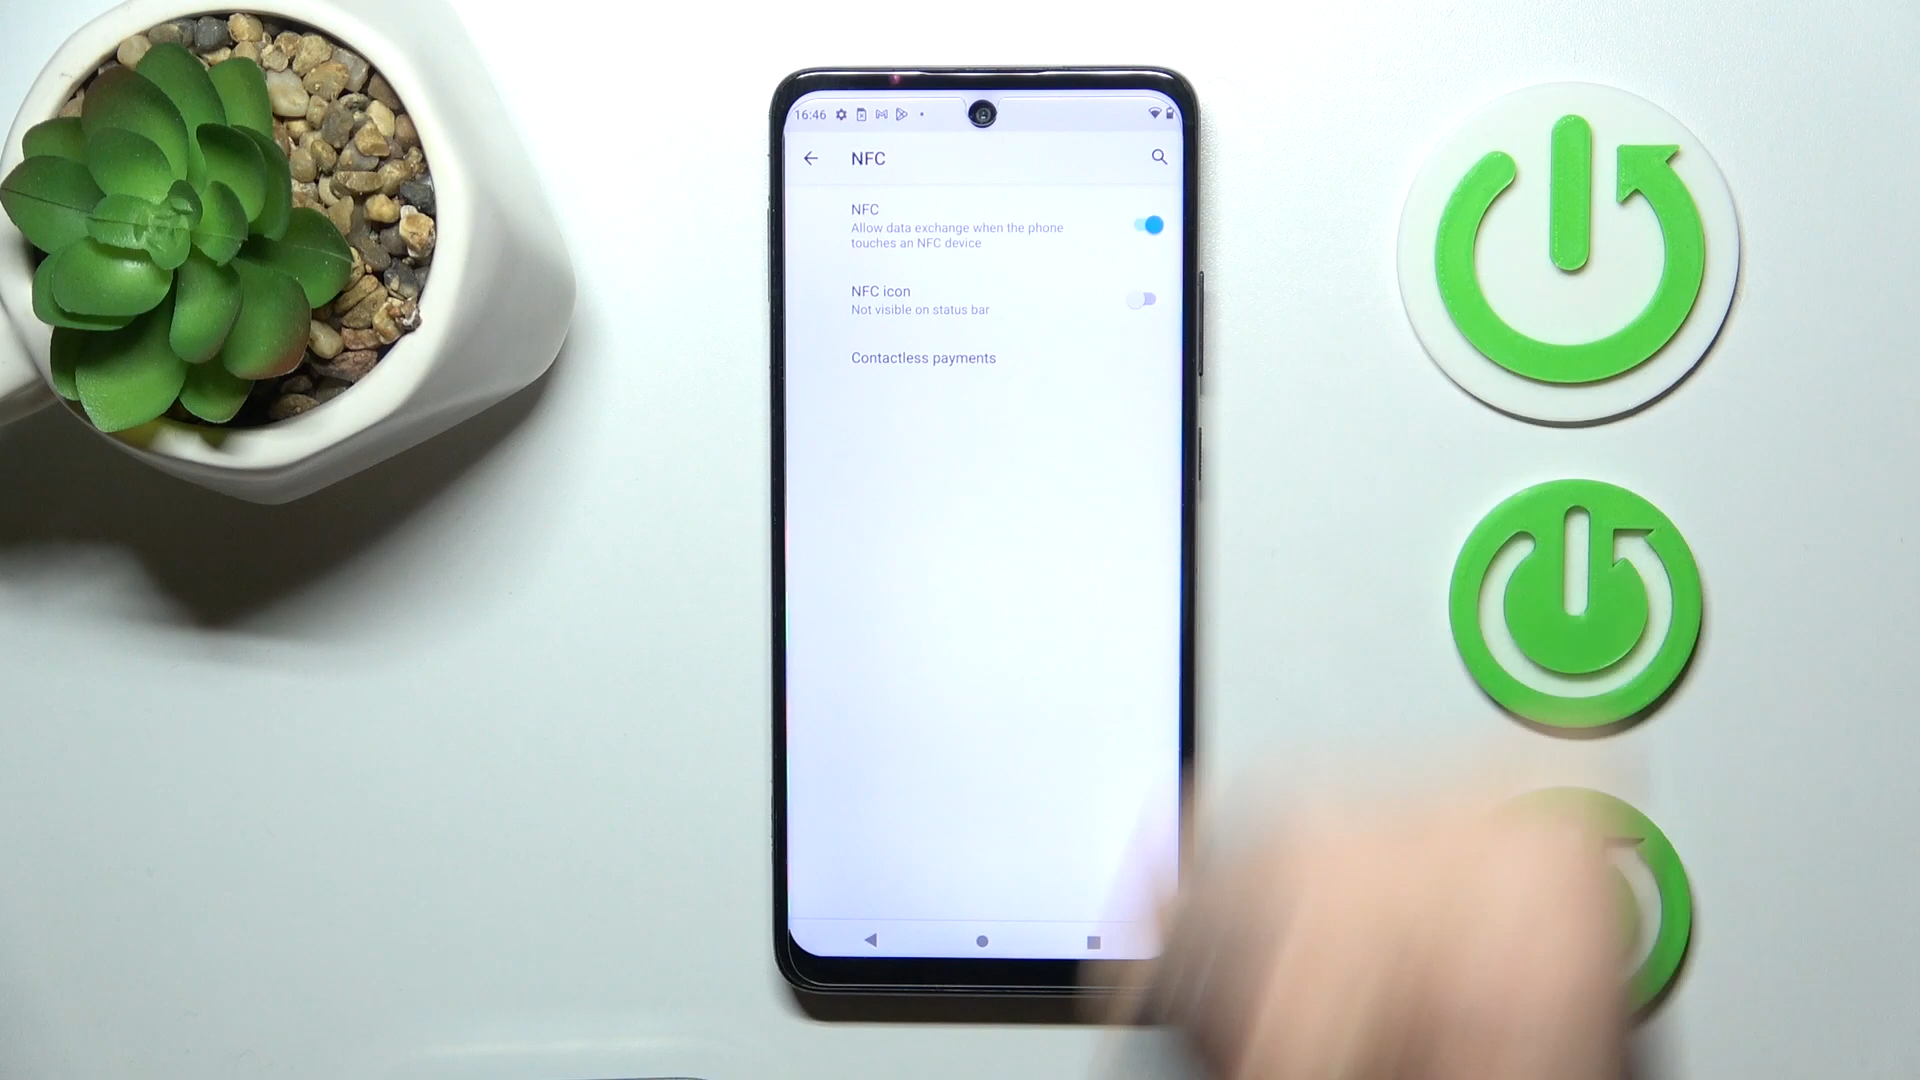 16:46
NFC
NFC
Allow data exchange when the phone
touches an NFC device
NFC icon
Not visible on status bar
Contactless payments